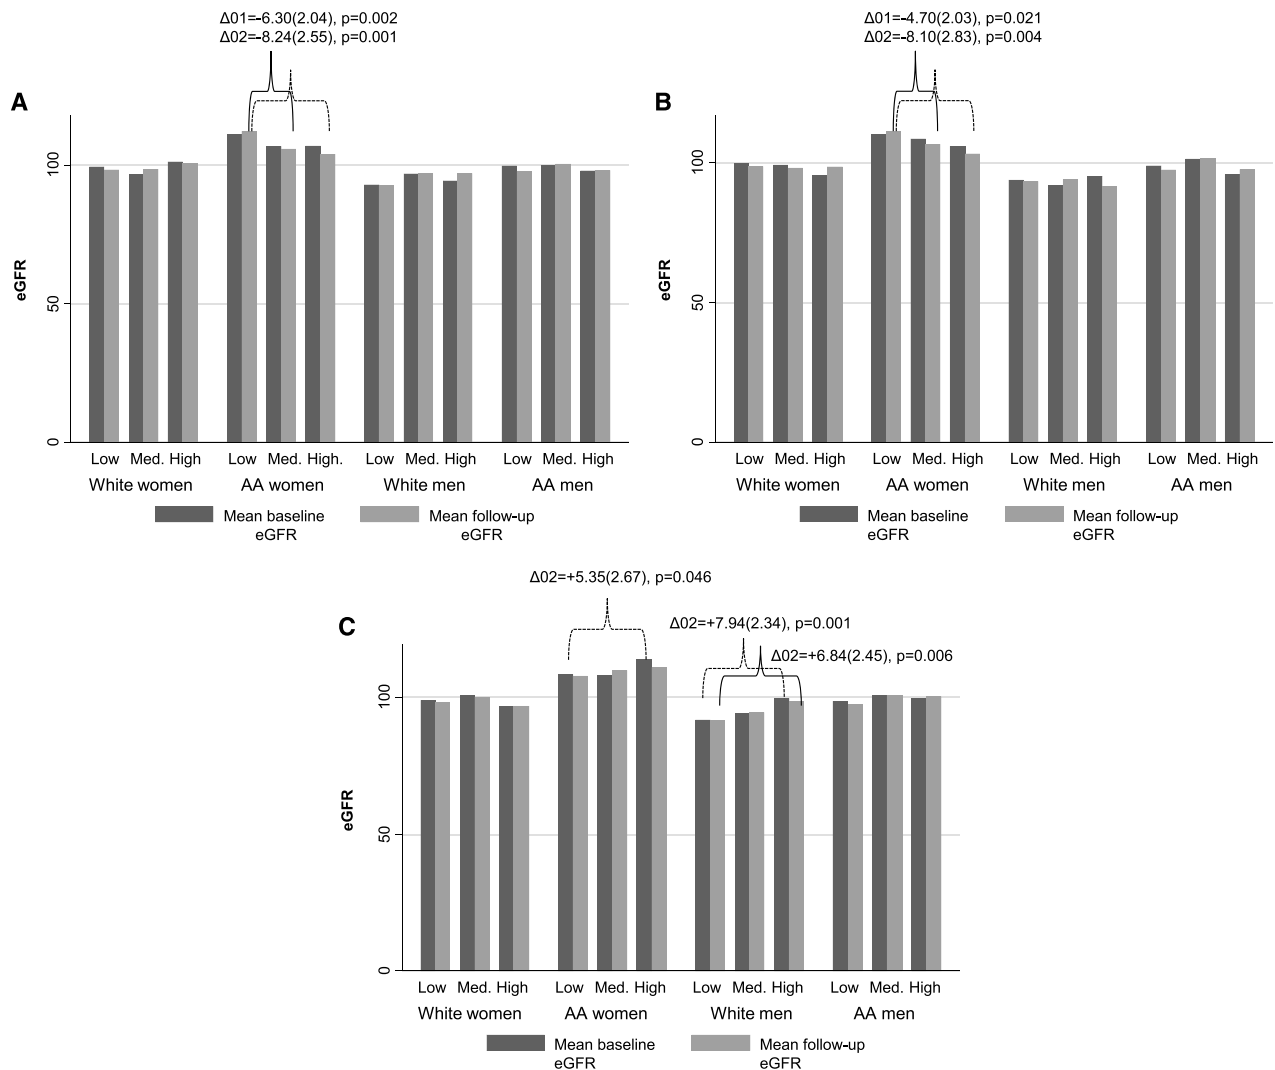 Δ01=-6.30(2.04), p=0.002
Δ02=-8.24(2.55), p=0.001
A
eGFR
100
50
0
Low Med. High Low Med. High. Low Med. High Low Med. High
White women AA women White men AA men
Mean baseline eGFR
Mean follow-up eGFR
Δ01=-4.70(2.03), p=0.021
Δ02=-8.10(2.83), p=0.004
B
eGFR
100
50
0
Low Med. High Low Med. High Low Med. High Low Med. High
White women AA women White men AA men
Mean baseline eGFR
Mean follow-up eGFR
Δ02=+5.35(2.67), p=0.046
C
Δ02=+7.94(2.34), p=0.001
Δ02=+6.84(2.45), p=0.006
eGFR
100
50
0
Low Med. High Low Med. High Low Med. High Low Med. High
White women AA women White men AA men
Mean baseline eGFR
Mean follow-up eGFR